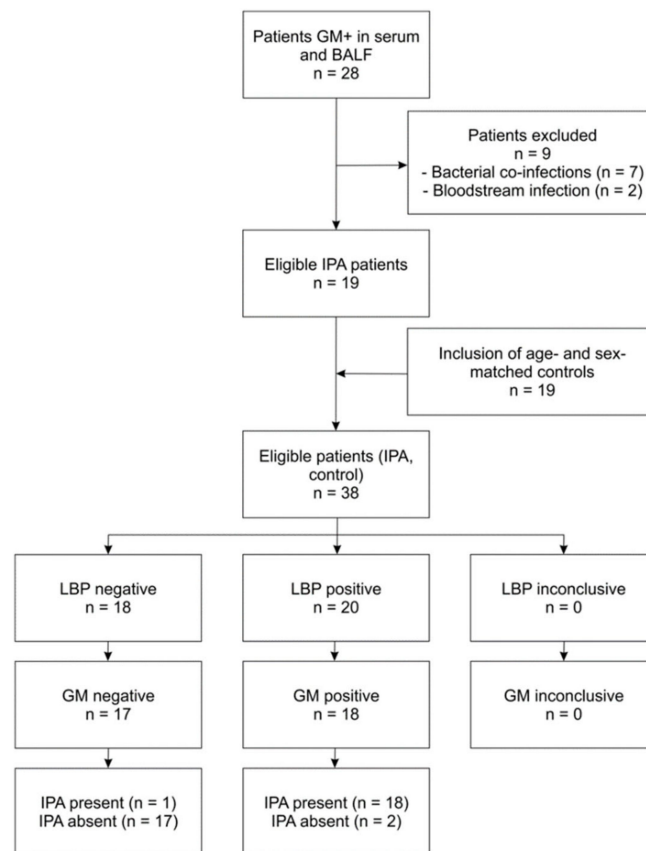 Patients GM+ in serum
and BALF
n = 28
Patients excluded
n = 9
- Bacterial co-infections (n = 7)
- Bloodstream infection (n = 2)
Eligible IPA patients
n = 19
Inclusion of age- and sex-
matched controls
n = 19
Eligible patients (IPA,
control)
n = 38
LBP negative
n = 18
LBP positive
n = 20
LBP inconclusive
n = 0
GM negative
n = 17
GM positive
n = 18
GM inconclusive
n = 0
IPA present (n = 1)
IPA absent (n = 17)
IPA present (n = 18)
IPA absent (n = 2)